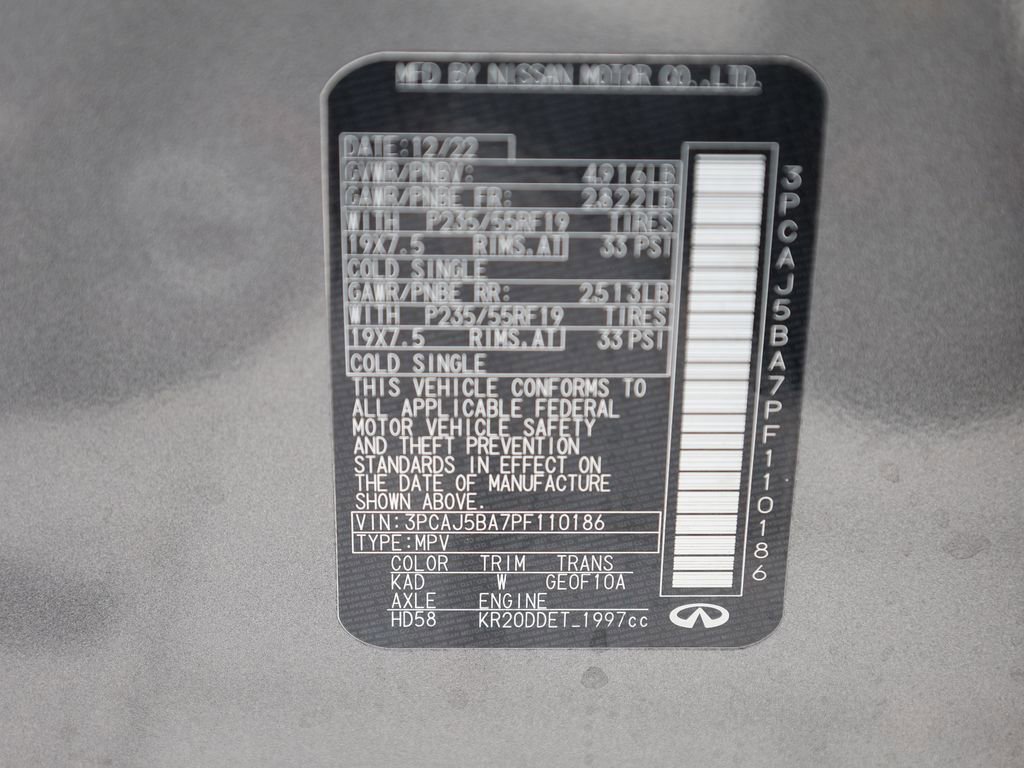 MFD BY NISSAN MOTOR CO.,LTD.
DATE:12/22
GVWR/PNBV: 4916LB
GAWR/PNBE FR: 2822LB
WITH P235/55RF19 TIRES
19X7.5 RIMS,AT 33 PSI
COLD SINGLE
GAWR/PNBE RR: 2513LB
WITH P235/55RF19 TIRES
19X7.5 RIMS,AT 33 PSI
COLD SINGLE
THIS VEHICLE CONFORMS TO
ALL APPLICABLE FEDERAL
MOTOR VEHICLE SAFETY
AND THEFT PREVENTION
STANDARDS IN EFFECT ON
THE DATE OF MANUFACTURE
SHOWN ABOVE.
VIN:3PCAJ5BA7PF110186
TYPE:MPV
COLOR TRIM TRANS
KAD W GE0F10A
AXLE ENGINE
HD58 KR20DDET_1997cc
3PCAJ5BA7PF110186